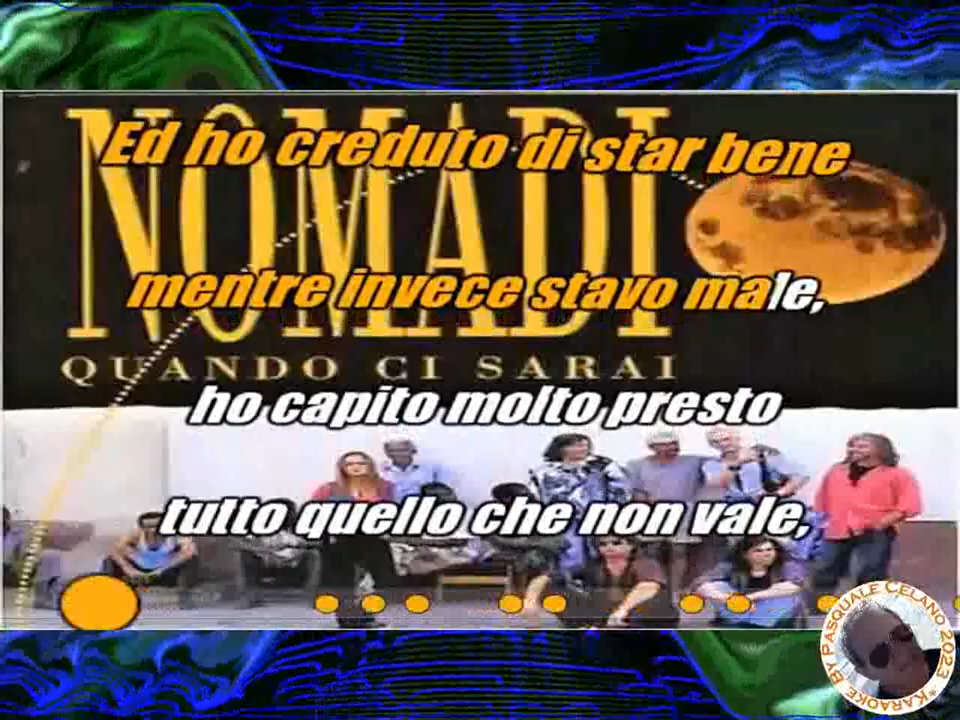 NOMADI
Ed ho creduto di star bene
mentre invece stavo male,
QUANDO CI SARAI
ho capito molto presto
tutto quello che non vale,
KARAOKE BY PASQUALE CELANO 2023 *